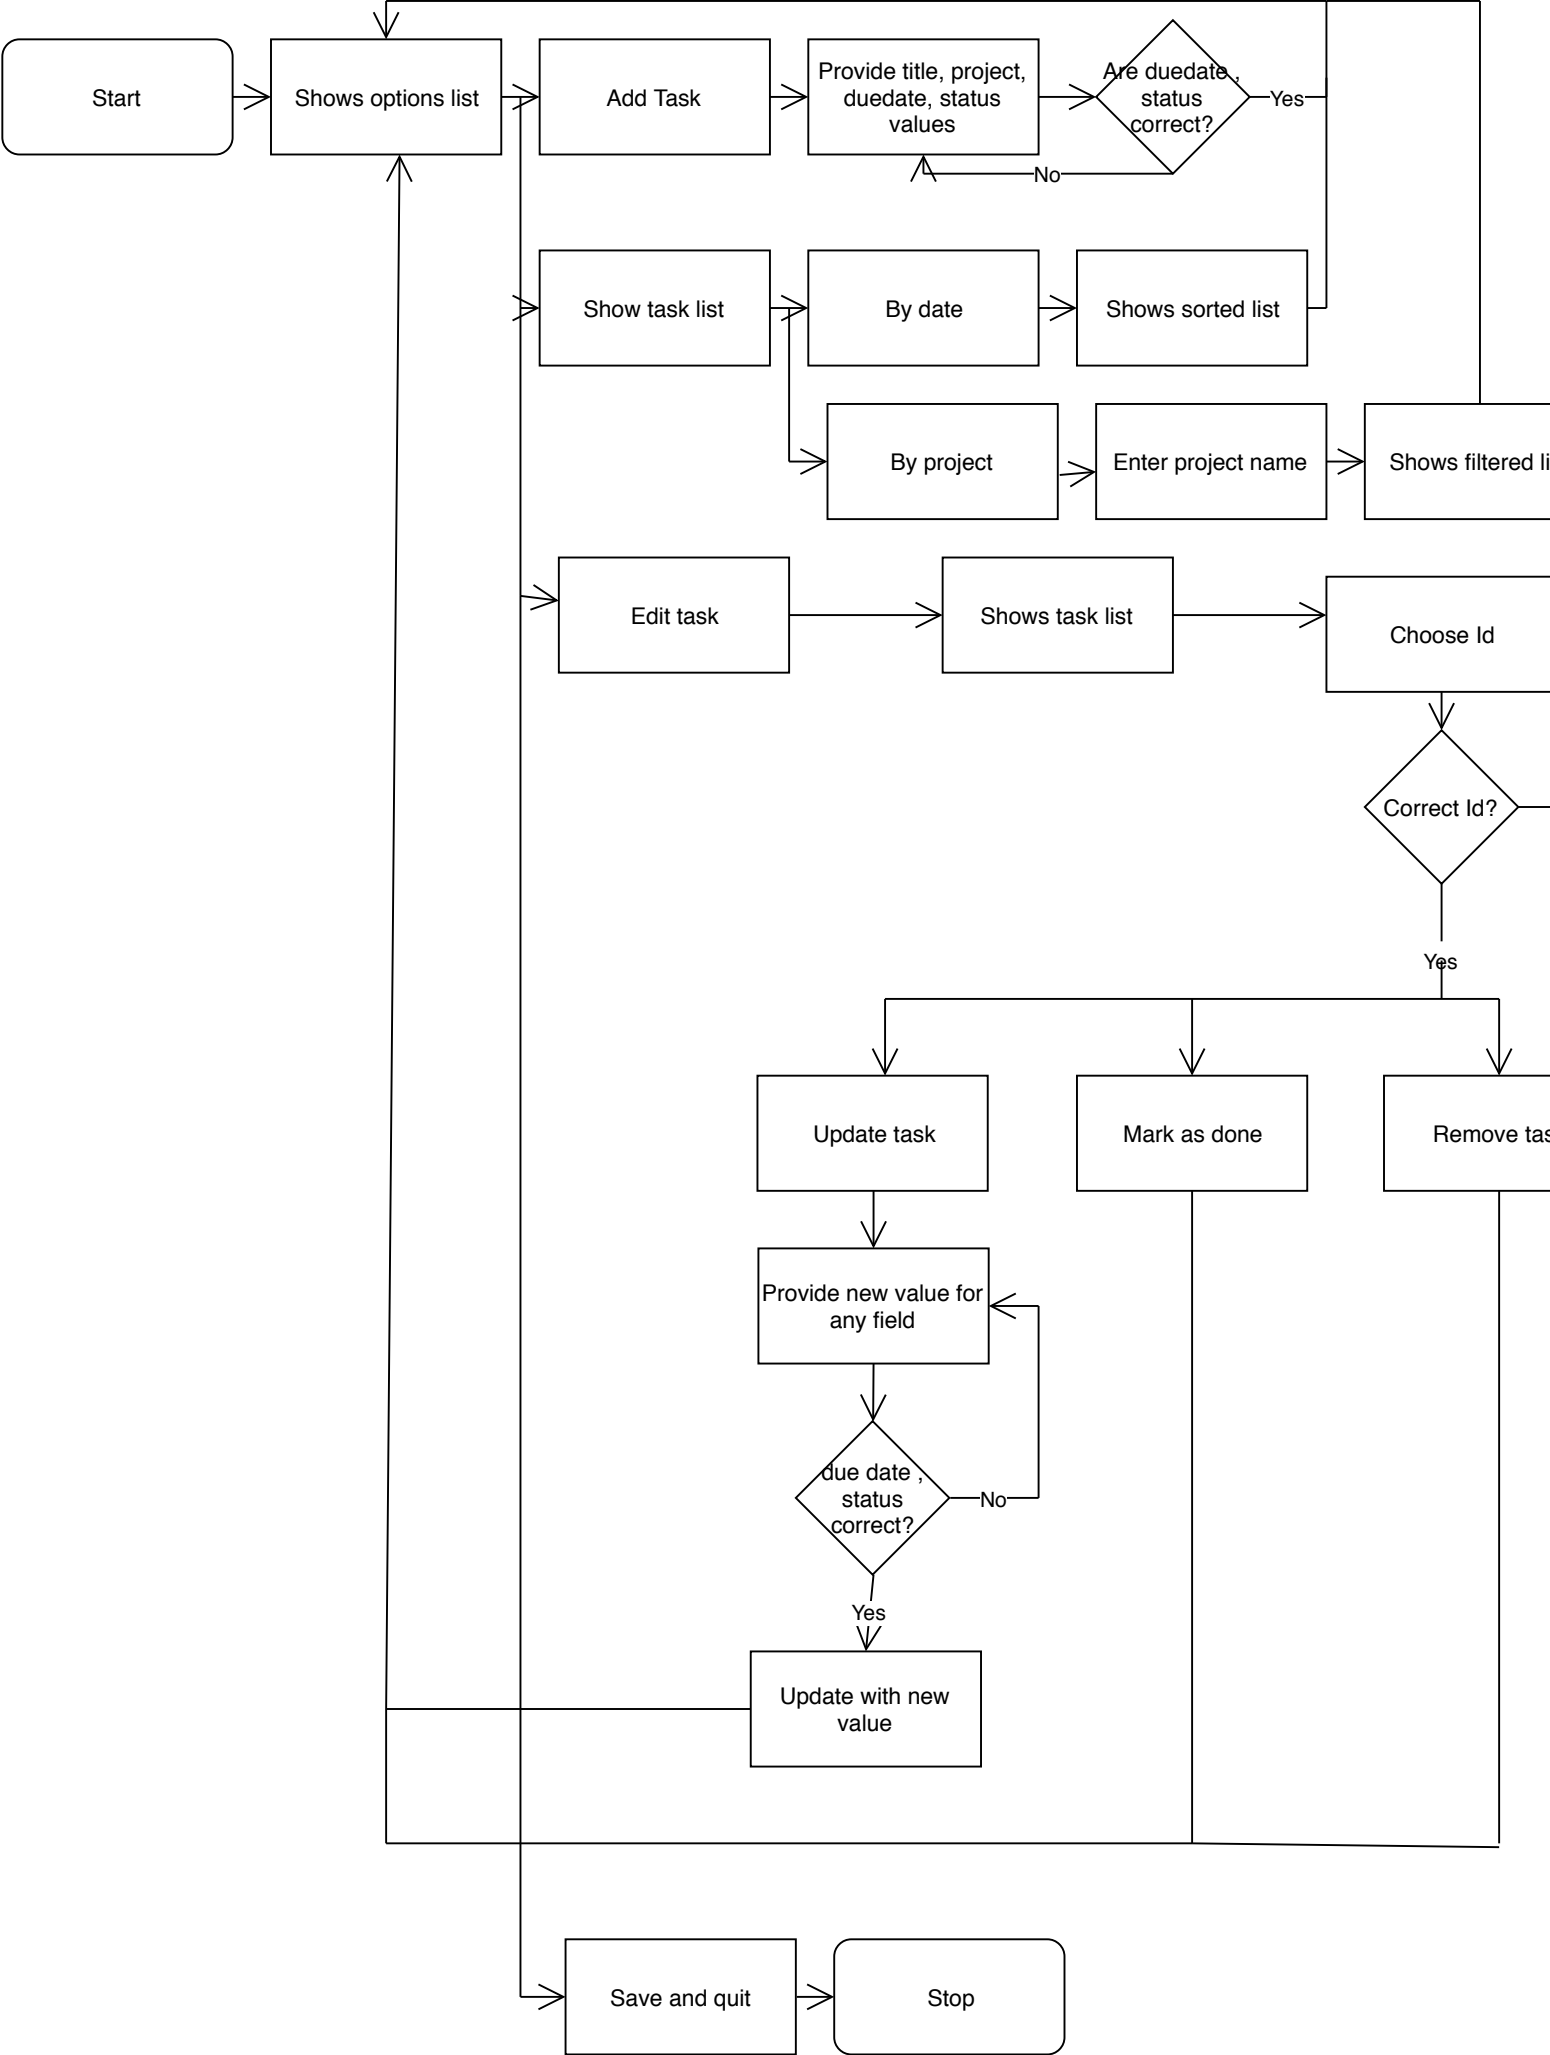 Start
Shows options list
Add Task
Provide title, project,
duedate, status
values
Are duedate ,
status
correct?
Yes
No
Show task list
By date
Shows sorted list
By project
Enter project name
Shows filtered li
Edit task
Shows task list
Choose Id
Correct Id?
Yes
Update task
Mark as done
Remove tas
Provide new value for
any field
due date ,
status
correct?
No
Yes
Update with new
value
Save and quit
Stop